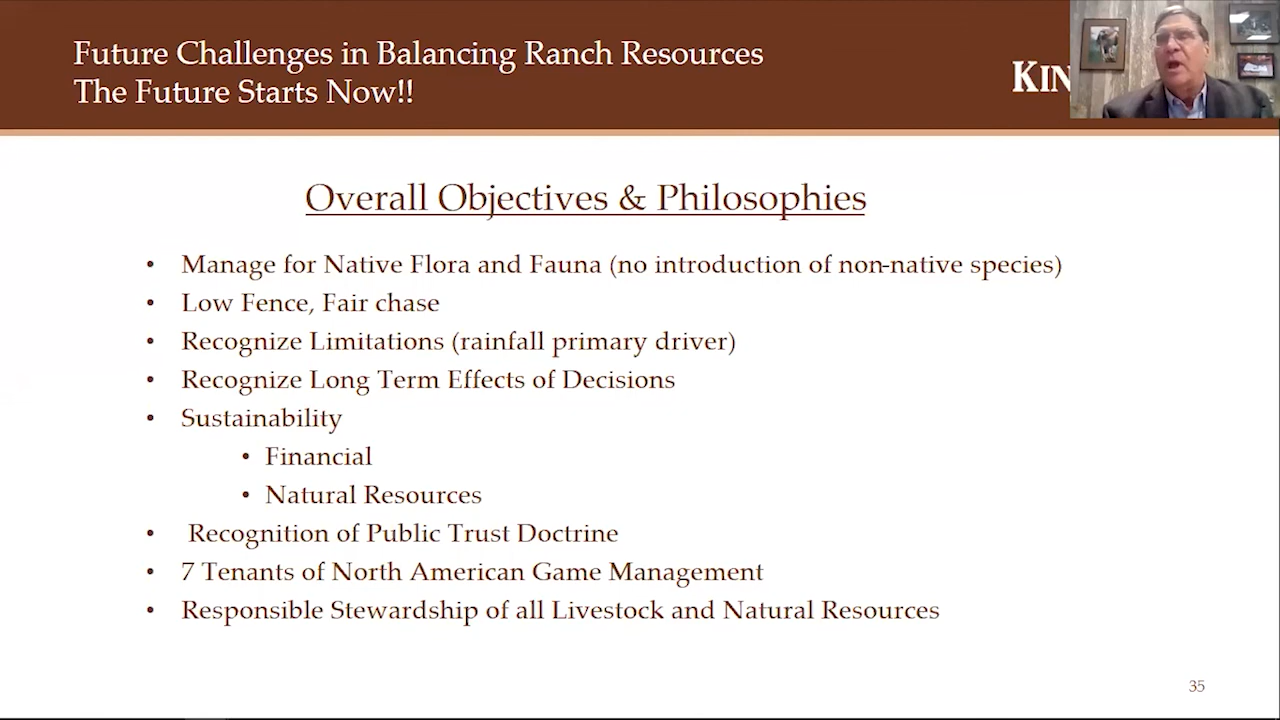 Future Challenges in Balancing Ranch Resources
The Future Starts Now!!
Overall Objectives & Philosophies
• Manage for Native Flora and Fauna (no introduction of non-native species)
• Low Fence, Fair chase
• Recognize Limitations (rainfall primary driver)
• Recognize Long Term Effects of Decisions
• Sustainability
• Financial
• Natural Resources
• Recognition of Public Trust Doctrine
• 7 Tenants of North American Game Management
• Responsible Stewardship of all Livestock and Natural Resources
35